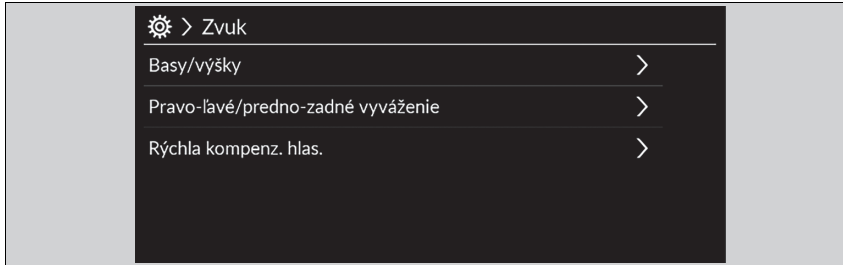 > Zvuk
Basy/výšky
Pravo-ľavé/predno-zadné vyváženie
Rýchla kompenz. hlas.